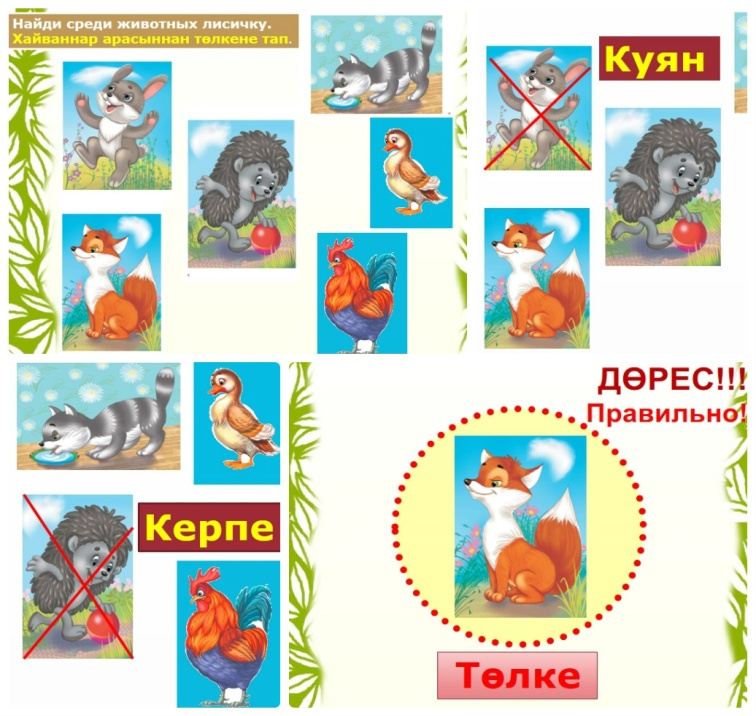 Найди среди животных лисичку.
Хайваннар арасыннан төлкене тап.
Куян
Керпе
ДӨРЕС!!!
Правильно!
Төлке